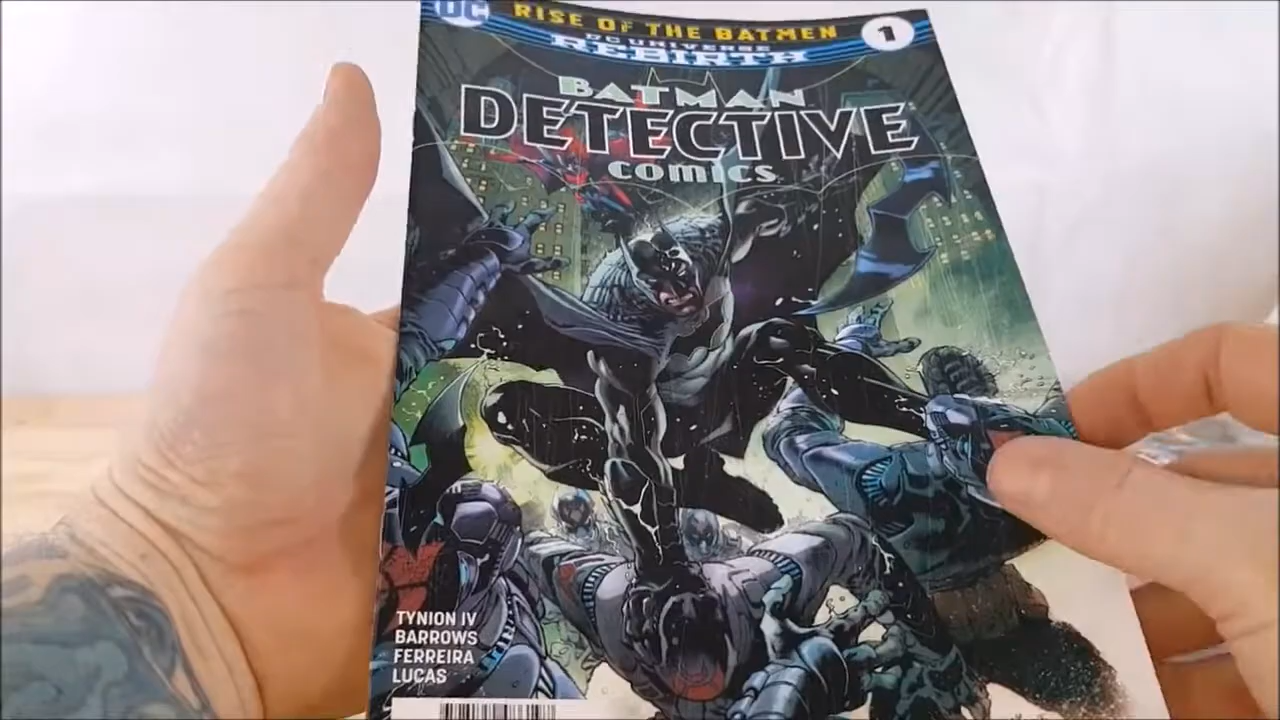 DC
RISE OF THE BATMEN
1
DC UNIVERSE
REBIRTH
BATMAN
DETECTIVE
COMICS
TYNION IV
BARROWS
FERREIRA
LUCAS